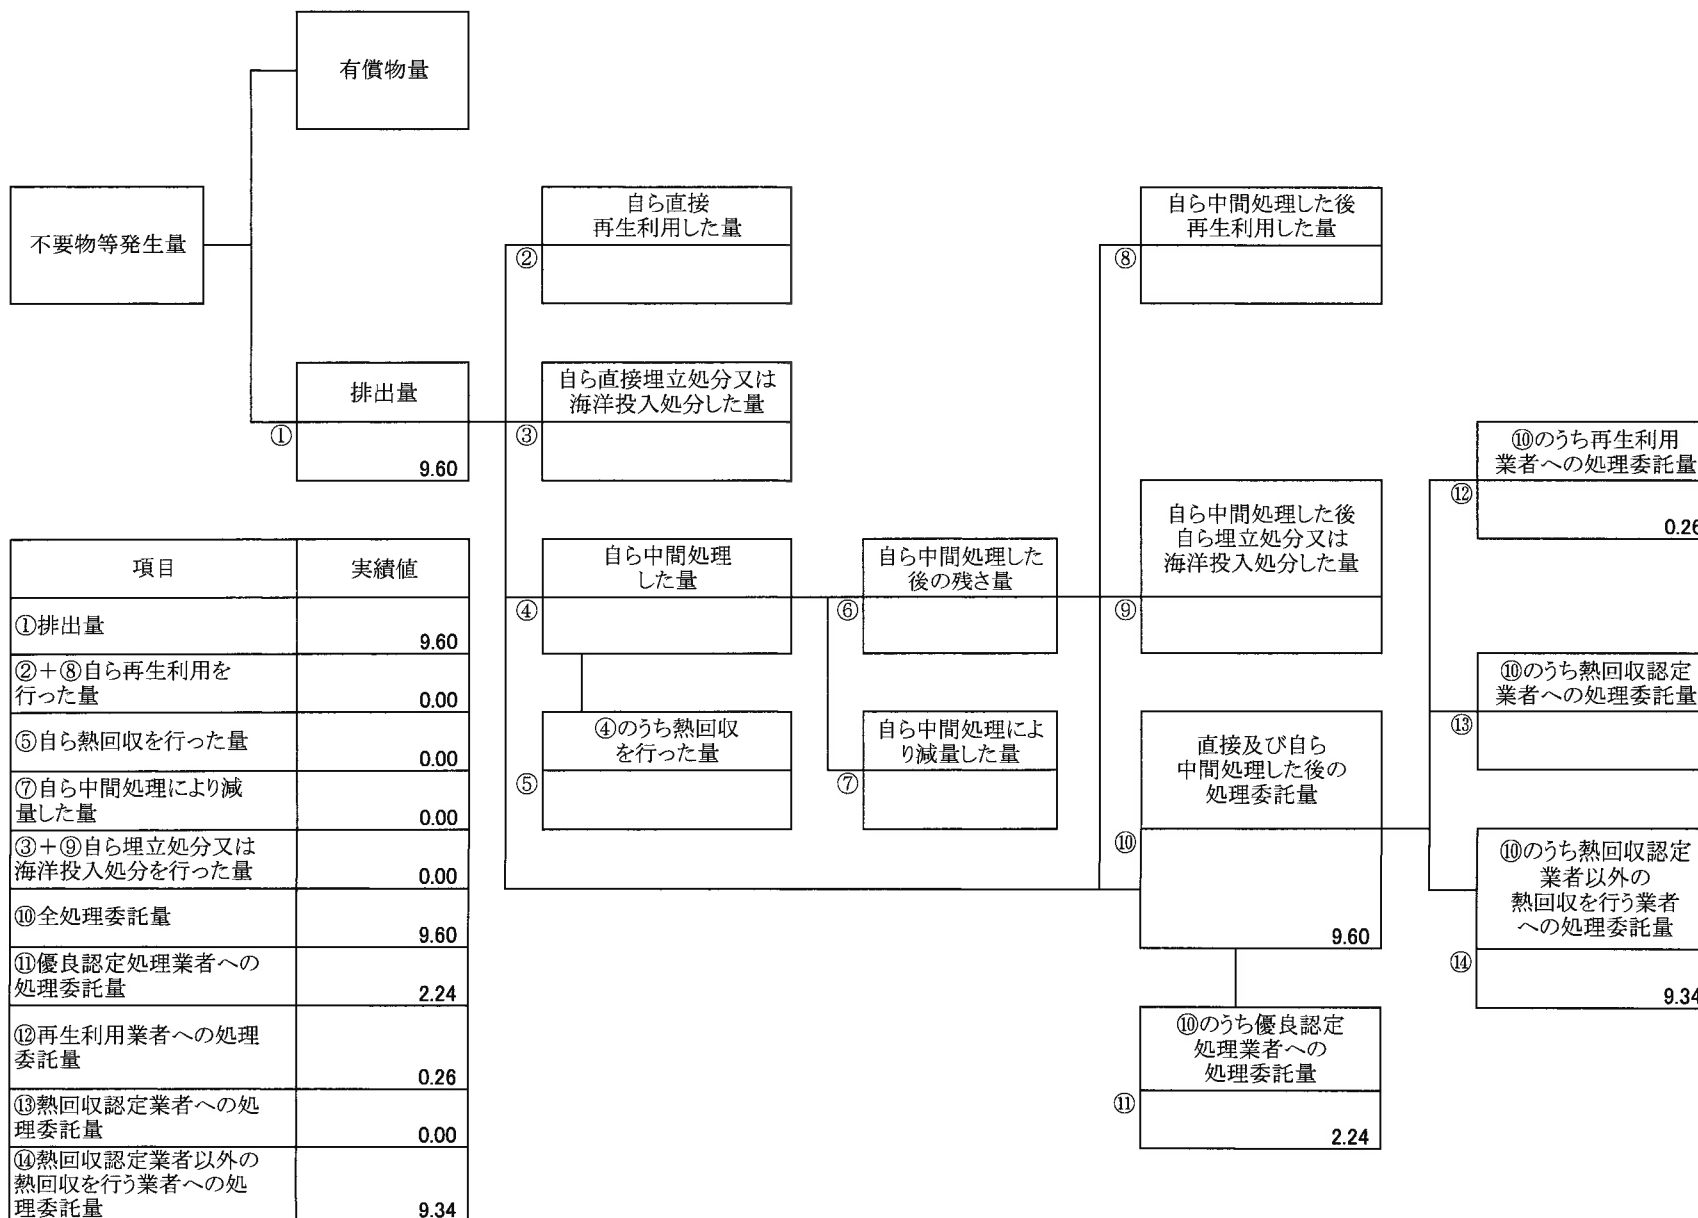 有償物量
不要物等発生量
排出量
①
9.60
自ら直接
再生利用した量
②
自ら直接埋立処分又は
海洋投入処分した量
③
自ら中間処理
した量
④
④のうち熱回収
を行った量
⑤
自ら中間処理した
後の残さ量
⑥
自ら中間処理によ
り減量した量
⑦
自ら中間処理した後
再生利用した量
⑧
自ら中間処理した後
自ら埋立処分又は
海洋投入処分した量
⑨
直接及び自ら
中間処理した後の
処理委託量
⑩
9.60
⑩のうち優良認定
処理業者への
処理委託量
⑪
2.24
⑩のうち再生利用
業者への処理委託量
⑫
0.26
⑩のうち熱回収認定
業者への処理委託量
⑬
⑩のうち熱回収認定
業者以外の
熱回収を行う業者
への処理委託量
⑭
9.34
項目 実績値
①排出量
9.60
②+⑧自ら再生利用を
行った量 0.00
⑤自ら熱回収を行った量
0.00
⑦自ら中間処理により減
量した量 0.00
③+⑨自ら埋立処分又は
海洋投入処分を行った量 0.00
⑩全処理委託量
9.60
⑪優良認定処理業者への
処理委託量 2.24
⑫再生利用業者への処理
委託量
0.26
⑬熱回収認定業者への処
理委託量 0.00
⑭熱回収認定業者以外の
熱回収を行う業者への処
理委託量 9.34